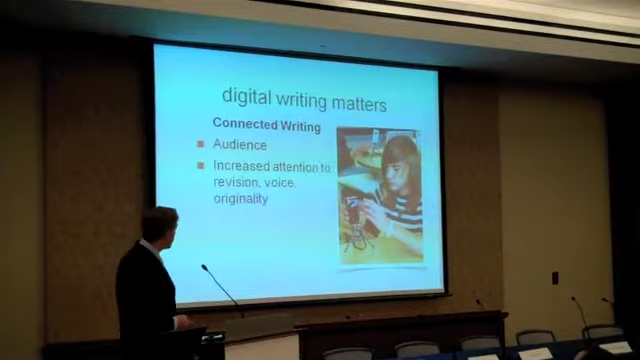 digital writing matters
Connected Writing
Audience
Increased attention to:
revision, voice,
originality